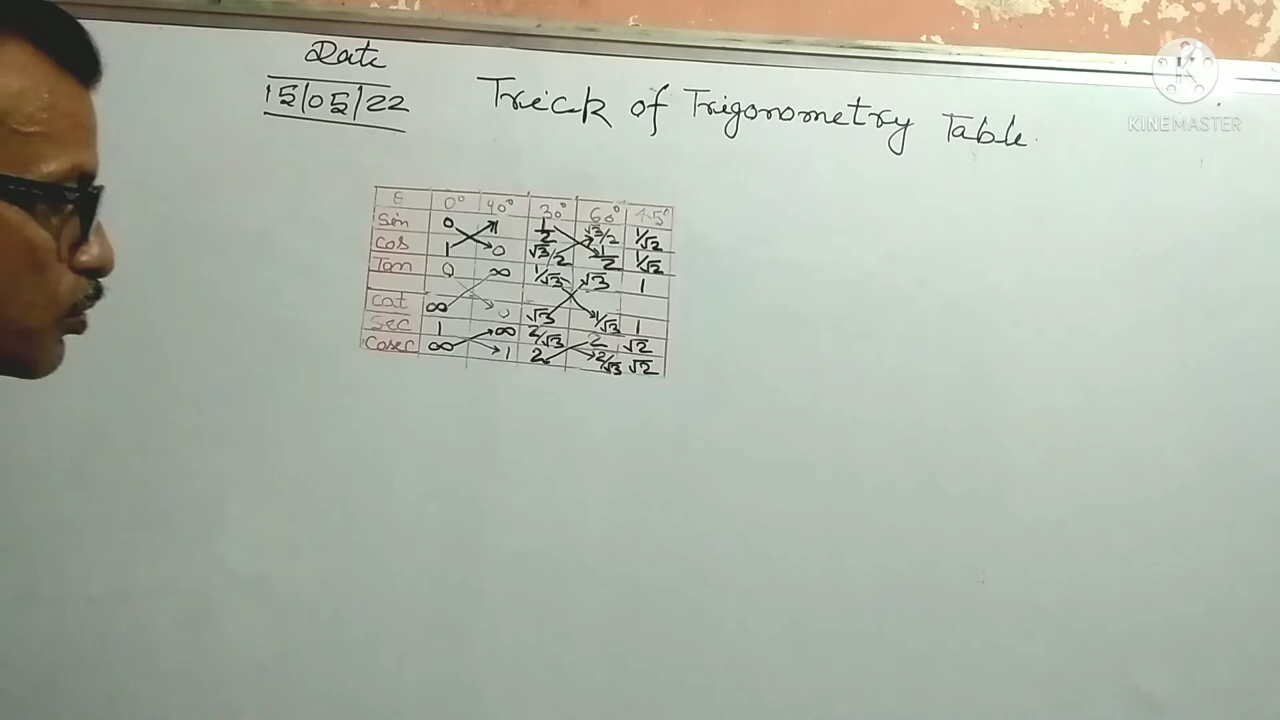 Date
15/05/22
Trick of Trigonometry Table.
KINEMASTER
θ 0° 90° 30° 60° 45°
Sin 0 1 1/2 √3/2 1/√2
Cos 1 0 √3/2 1/2 1/√2
Tan 0 ∞ 1/√3 √3 1
Cot ∞ 0 √3 1/√3 1
Sec 1 ∞ 2/√3 2 √2
Cosec ∞ 1 2 2/√3 √2